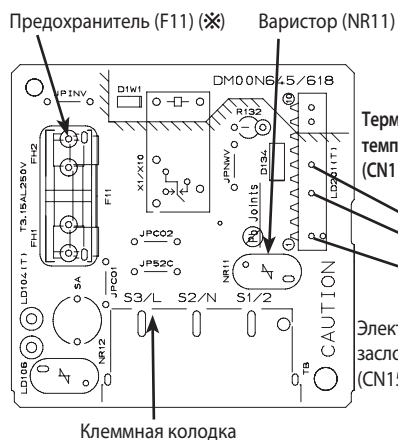 Предохранитель (F11) (※)
Варистор (NR11)
DM00N645/618
JPINV
D1W1
R132
Терм
темп
(CN1
FH2
T3.15AL250V
F11
FH1
X1/X10
JPNWV
D134
LD201(T)
Pb Joints
JPC02
JP52C
NR11
LD104(T)
SA
JPC01
S3/L
S2/N
S1/2
CAUTION
Элект
засло
(CN15
LD106
NR12
TB
Клеммная колодка